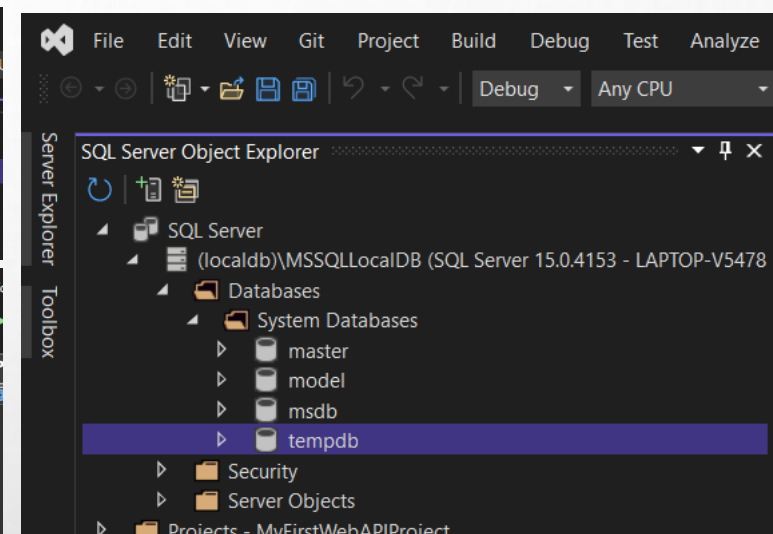 File Edit View Git Project Build Debug Test Analyze
Debug Any CPU
Server Explorer
Toolbox
SQL Server Object Explorer
SQL Server
(localdb)\MSSQLLocalDB (SQL Server 15.0.4153 - LAPTOP-V5478
Databases
System Databases
master
model
msdb
tempdb
Security
Server Objects
Projects - MyFirstWebAPIProject